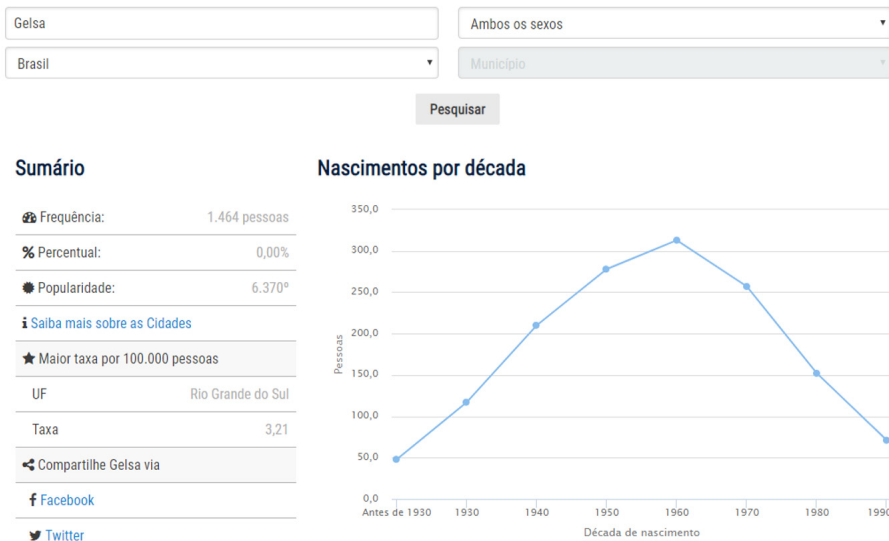 Gelsa
Ambos os sexos
Brasil
Município
Pesquisar
Sumário
Frequência: 1.464 pessoas
Percentual: 0,00%
Popularidade: 6.370º
Saiba mais sobre as Cidades
Maior taxa por 100.000 pessoas
UF Rio Grande do Sul
Taxa 3,21
Compartilhe Gelsa via
Facebook
Twitter
Nascimentos por década
350,0
300,0
250,0
200,0
150,0
100,0
50,0
0,0
Pessoas
Antes de 1930 1930 1940 1950 1960 1970 1980 1990
Década de nascimento